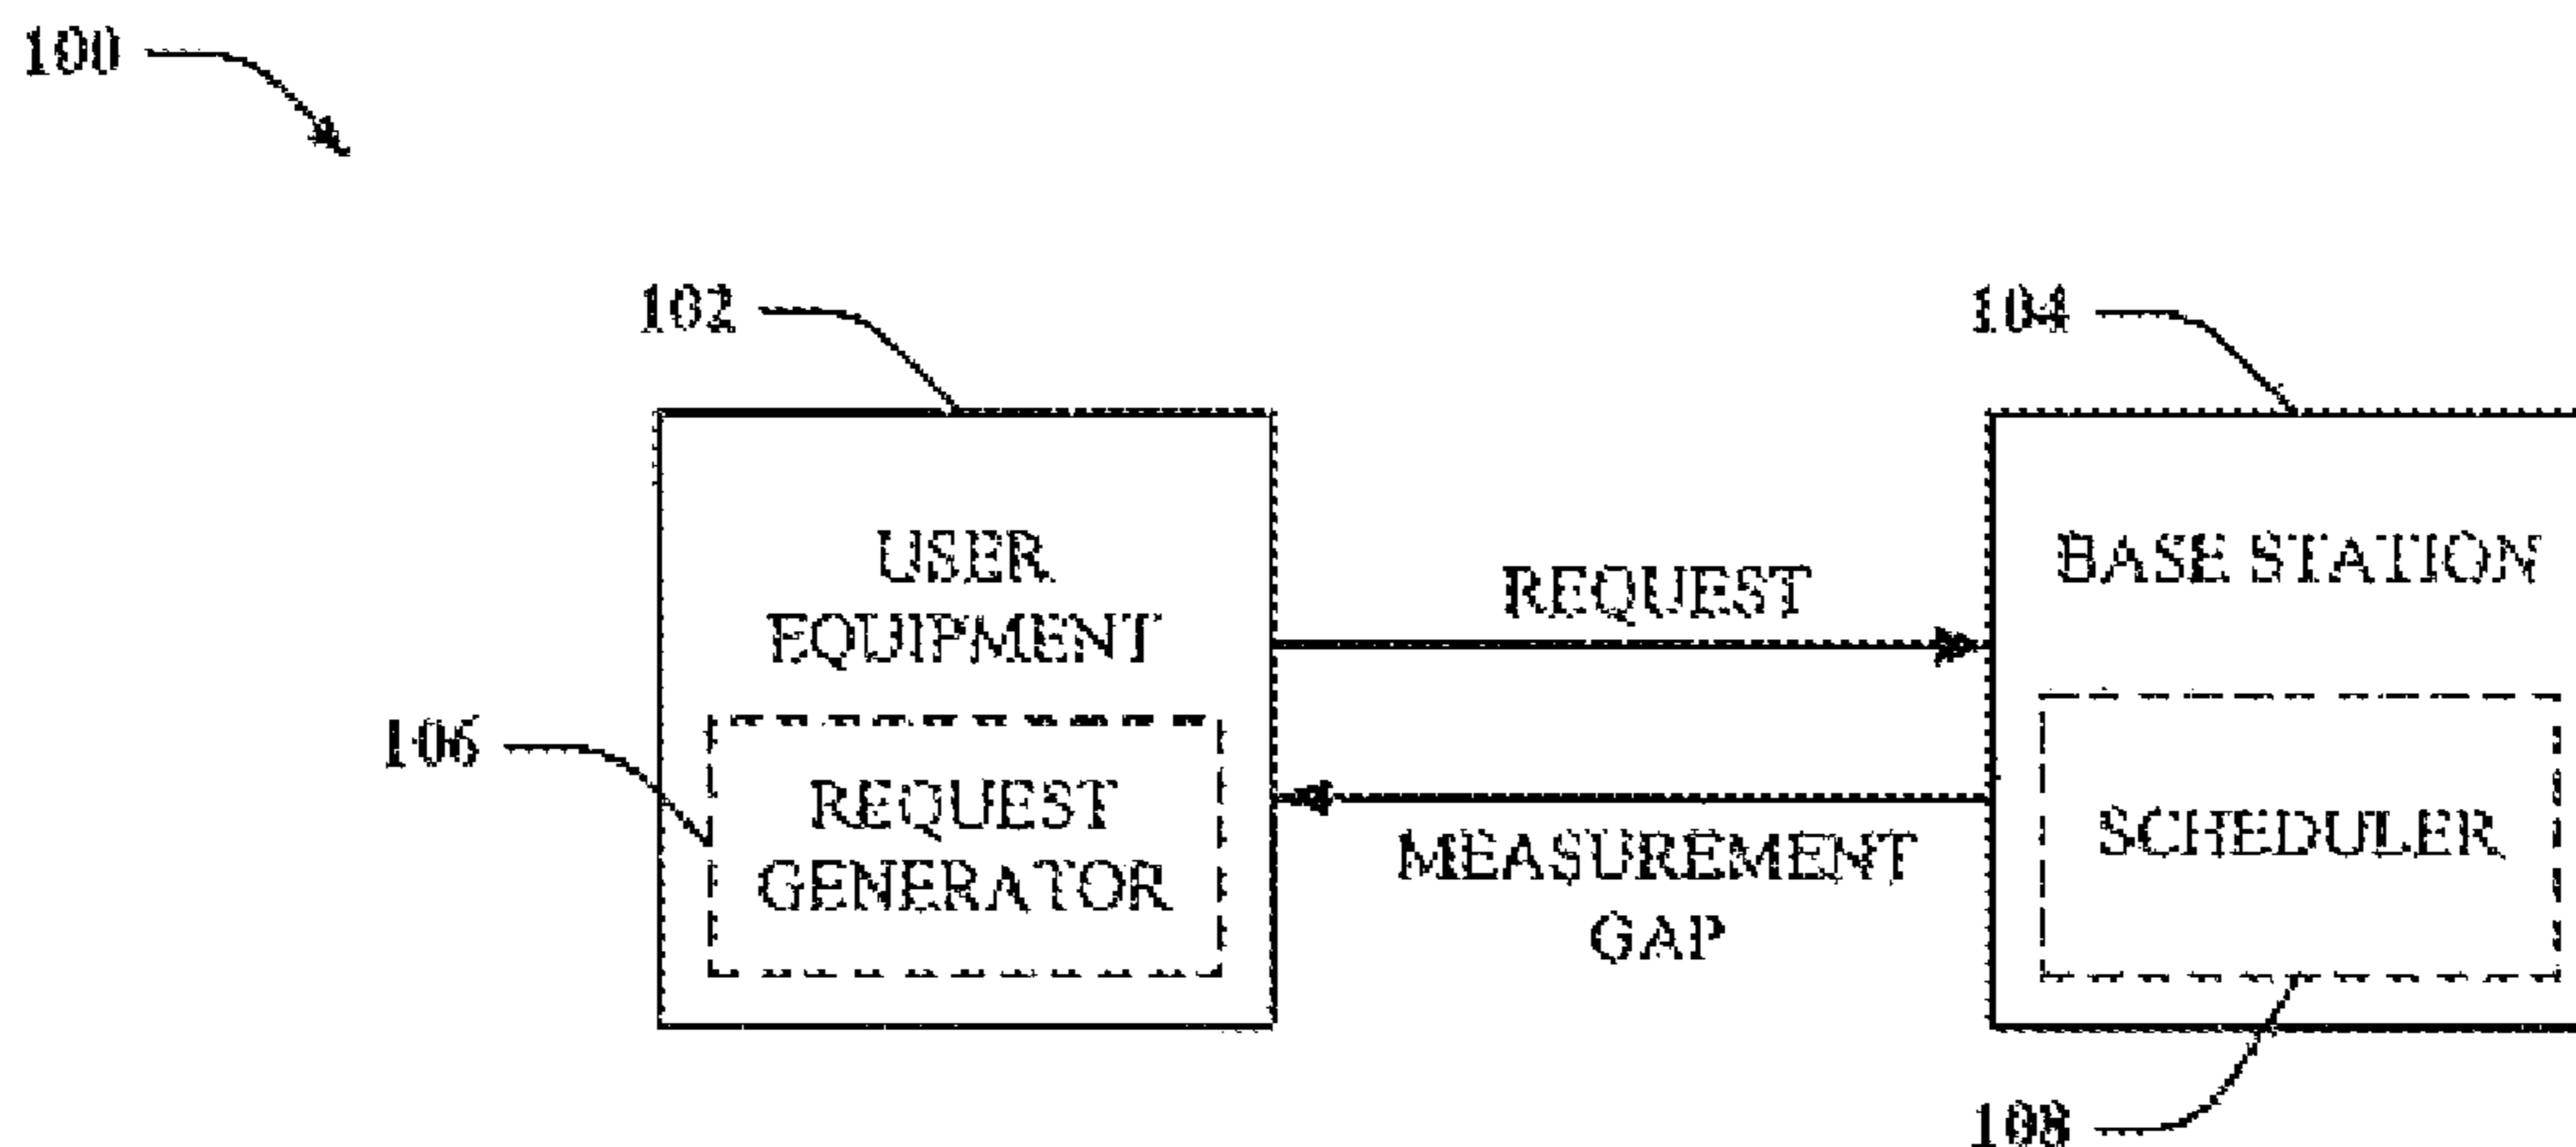 100
102
104
USER
EQUIPMENT
BASE STATION
REQUEST
106
REQUEST
GENERATOR
MEASUREMENT
GAP
SCHEDULER
108